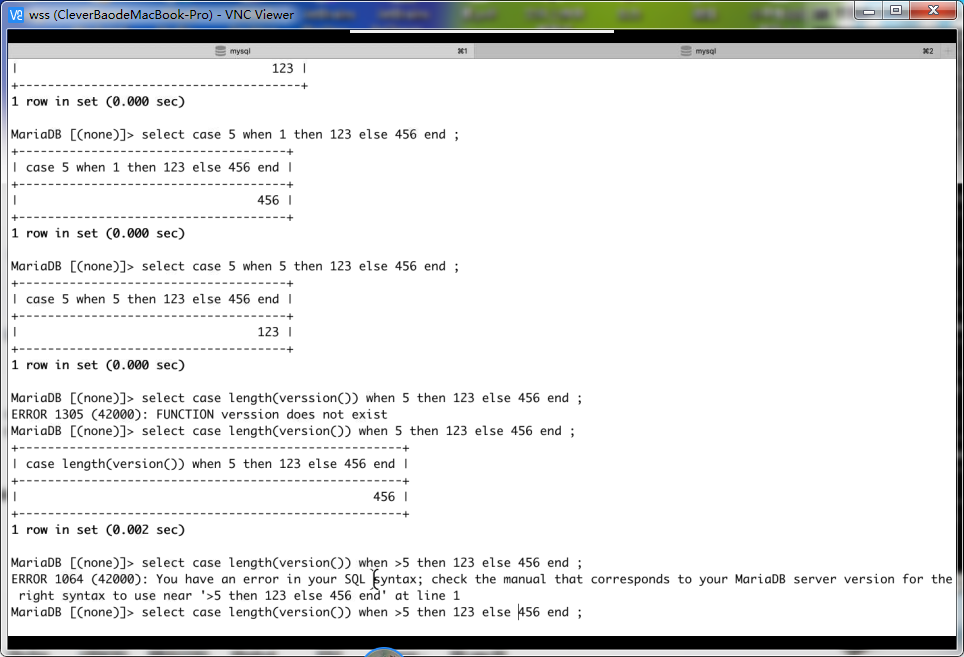 wss (CleverBaodeMacBook-Pro) - VNC Viewer
mysql ⌘1 mysql ⌘2 +
| 123 |
+---------------------------------------+
1 row in set (0.000 sec)
MariaDB [(none)]> select case 5 when 1 then 123 else 456 end ;
+-------------------------------------+
| case 5 when 1 then 123 else 456 end |
+-------------------------------------+
| 456 |
+-------------------------------------+
1 row in set (0.000 sec)
MariaDB [(none)]> select case 5 when 5 then 123 else 456 end ;
+-------------------------------------+
| case 5 when 5 then 123 else 456 end |
+-------------------------------------+
| 123 |
+-------------------------------------+
1 row in set (0.000 sec)
MariaDB [(none)]> select case length(verssion()) when 5 then 123 else 456 end ;
ERROR 1305 (42000): FUNCTION verssion does not exist
MariaDB [(none)]> select case length(version()) when 5 then 123 else 456 end ;
+-----------------------------------------------------+
| case length(version()) when 5 then 123 else 456 end |
+-----------------------------------------------------+
| 456 |
+-----------------------------------------------------+
1 row in set (0.002 sec)
MariaDB [(none)]> select case length(version()) when >5 then 123 else 456 end ;
ERROR 1064 (42000): You have an error in your SQL syntax; check the manual that corresponds to your MariaDB server version for the
right syntax to use near '>5 then 123 else 456 end' at line 1
MariaDB [(none)]> select case length(version()) when >5 then 123 else 456 end ;